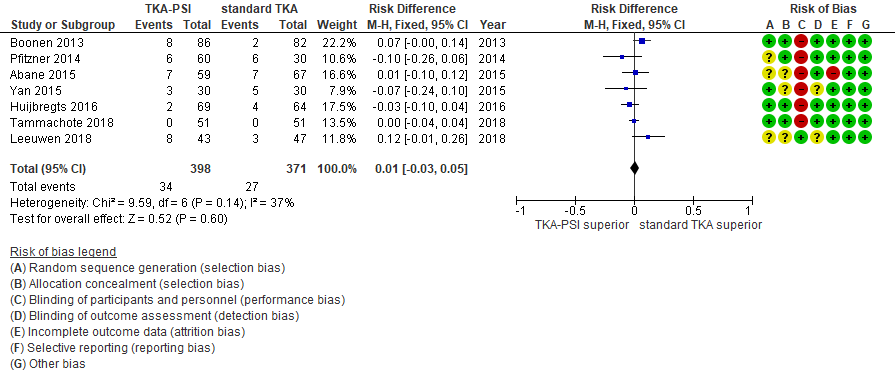 TKA-PSI standard TKA Risk Difference Risk Difference Risk of Bias
Study or Subgroup Events Total Events Total Weight M-H, Fixed, 95% CI Year M-H, Fixed, 95% CI A B C D E F G
Boonen 2013 8 86 2 82 22.2% 0.07 [-0.00, 0.14] 2013 + + − + + + +
Pfitzner 2014 6 60 6 30 10.6% -0.10 [-0.26, 0.06] 2014 ? + − + + + +
Abane 2015 7 59 7 67 16.6% 0.01 [-0.10, 0.12] 2015 ? ? − + − + +
Yan 2015 3 30 5 30 7.9% -0.07 [-0.24, 0.10] 2015 + ? − ? + + +
Huijbregts 2016 2 69 4 64 17.5% -0.03 [-0.10, 0.04] 2016 + + − + + + +
Tammachote 2018 0 51 0 51 13.5% 0.00 [-0.04, 0.04] 2018 + + − + + + +
Leeuwen 2018 8 43 3 47 11.8% 0.12 [-0.01, 0.26] 2018 ? ? + ? + + +
Total (95% CI) 398 371 100.0% 0.01 [-0.03, 0.05]
Total events 34 27
Heterogeneity: Chi² = 9.59, df = 6 (P = 0.14); I² = 37%
Test for overall effect: Z = 0.52 (P = 0.60)
-1 -0.5 0 0.5 1
TKA-PSI superior standard TKA superior
Risk of bias legend
(A) Random sequence generation (selection bias)
(B) Allocation concealment (selection bias)
(C) Blinding of participants and personnel (performance bias)
(D) Blinding of outcome assessment (detection bias)
(E) Incomplete outcome data (attrition bias)
(F) Selective reporting (reporting bias)
(G) Other bias